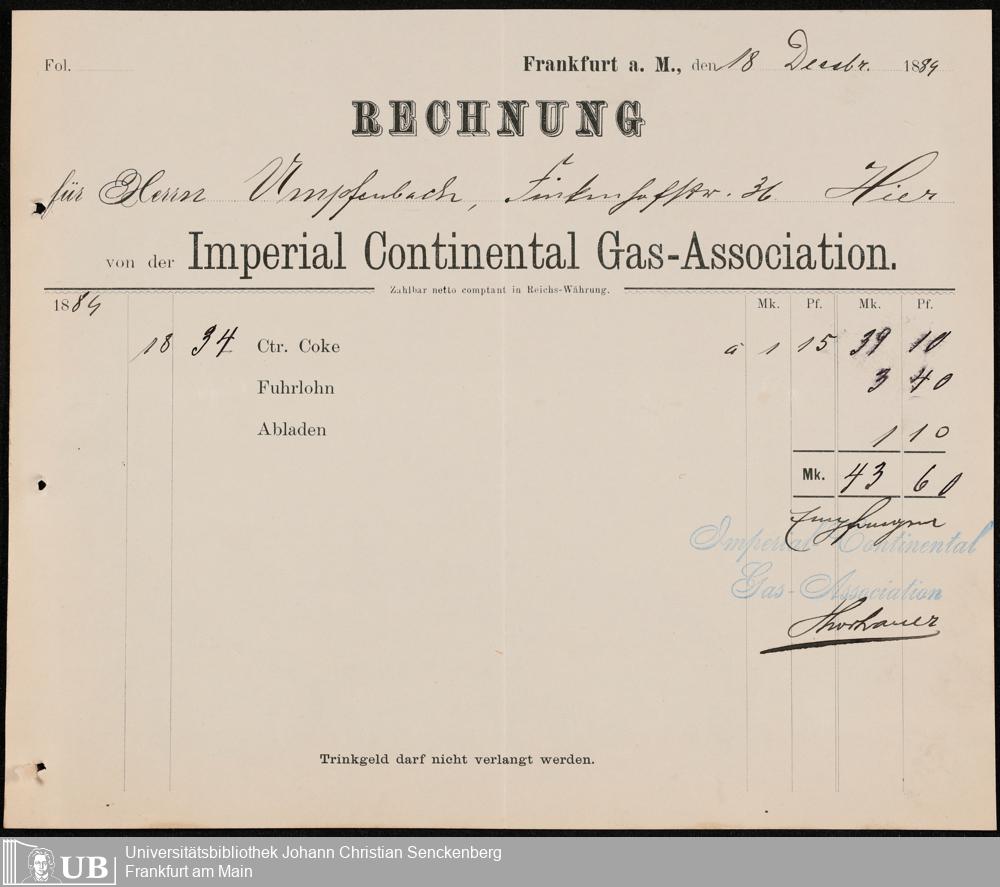 Fol.
Frankfurt a. M., den 18 Decbr. 1889
RECHNUNG
für Herrn Umpfenbach, Finkenhofstr. 36 Hier
von der Imperial Continental Gas-Association.
Zahlbar netto comptant in Reichs-Währung.
1889 Mk. Pf. Mk. Pf.
18 34 Ctr. Coke à 1 15 39 10
Fuhrlohn 3 40
Abladen 1 10
Mk. 43 60
Empfangen
Imperial Continental
Gas-Association
Trinkgeld darf nicht verlangt werden.
UB
Universitätsbibliothek Johann Christian Senckenberg
Frankfurt am Main